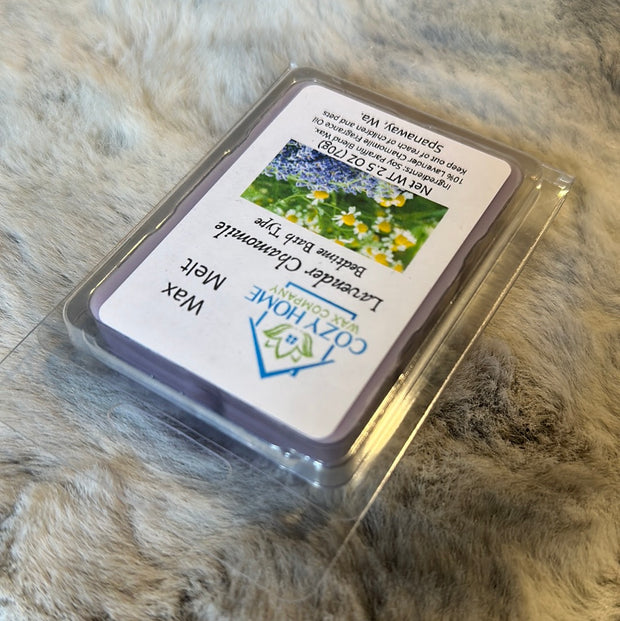 COZY HOME
WAX COMPANY
Wax
Melt
Lavender Chamomile
Bedtime Bath Type
Net WT 2.5 OZ (70g)
Ingredients: Soy Paraffin Blend Wax.
10% Lavender Chamomile Fragrance Oil
Keep out of reach of children and pets
Spanaway, Wa.